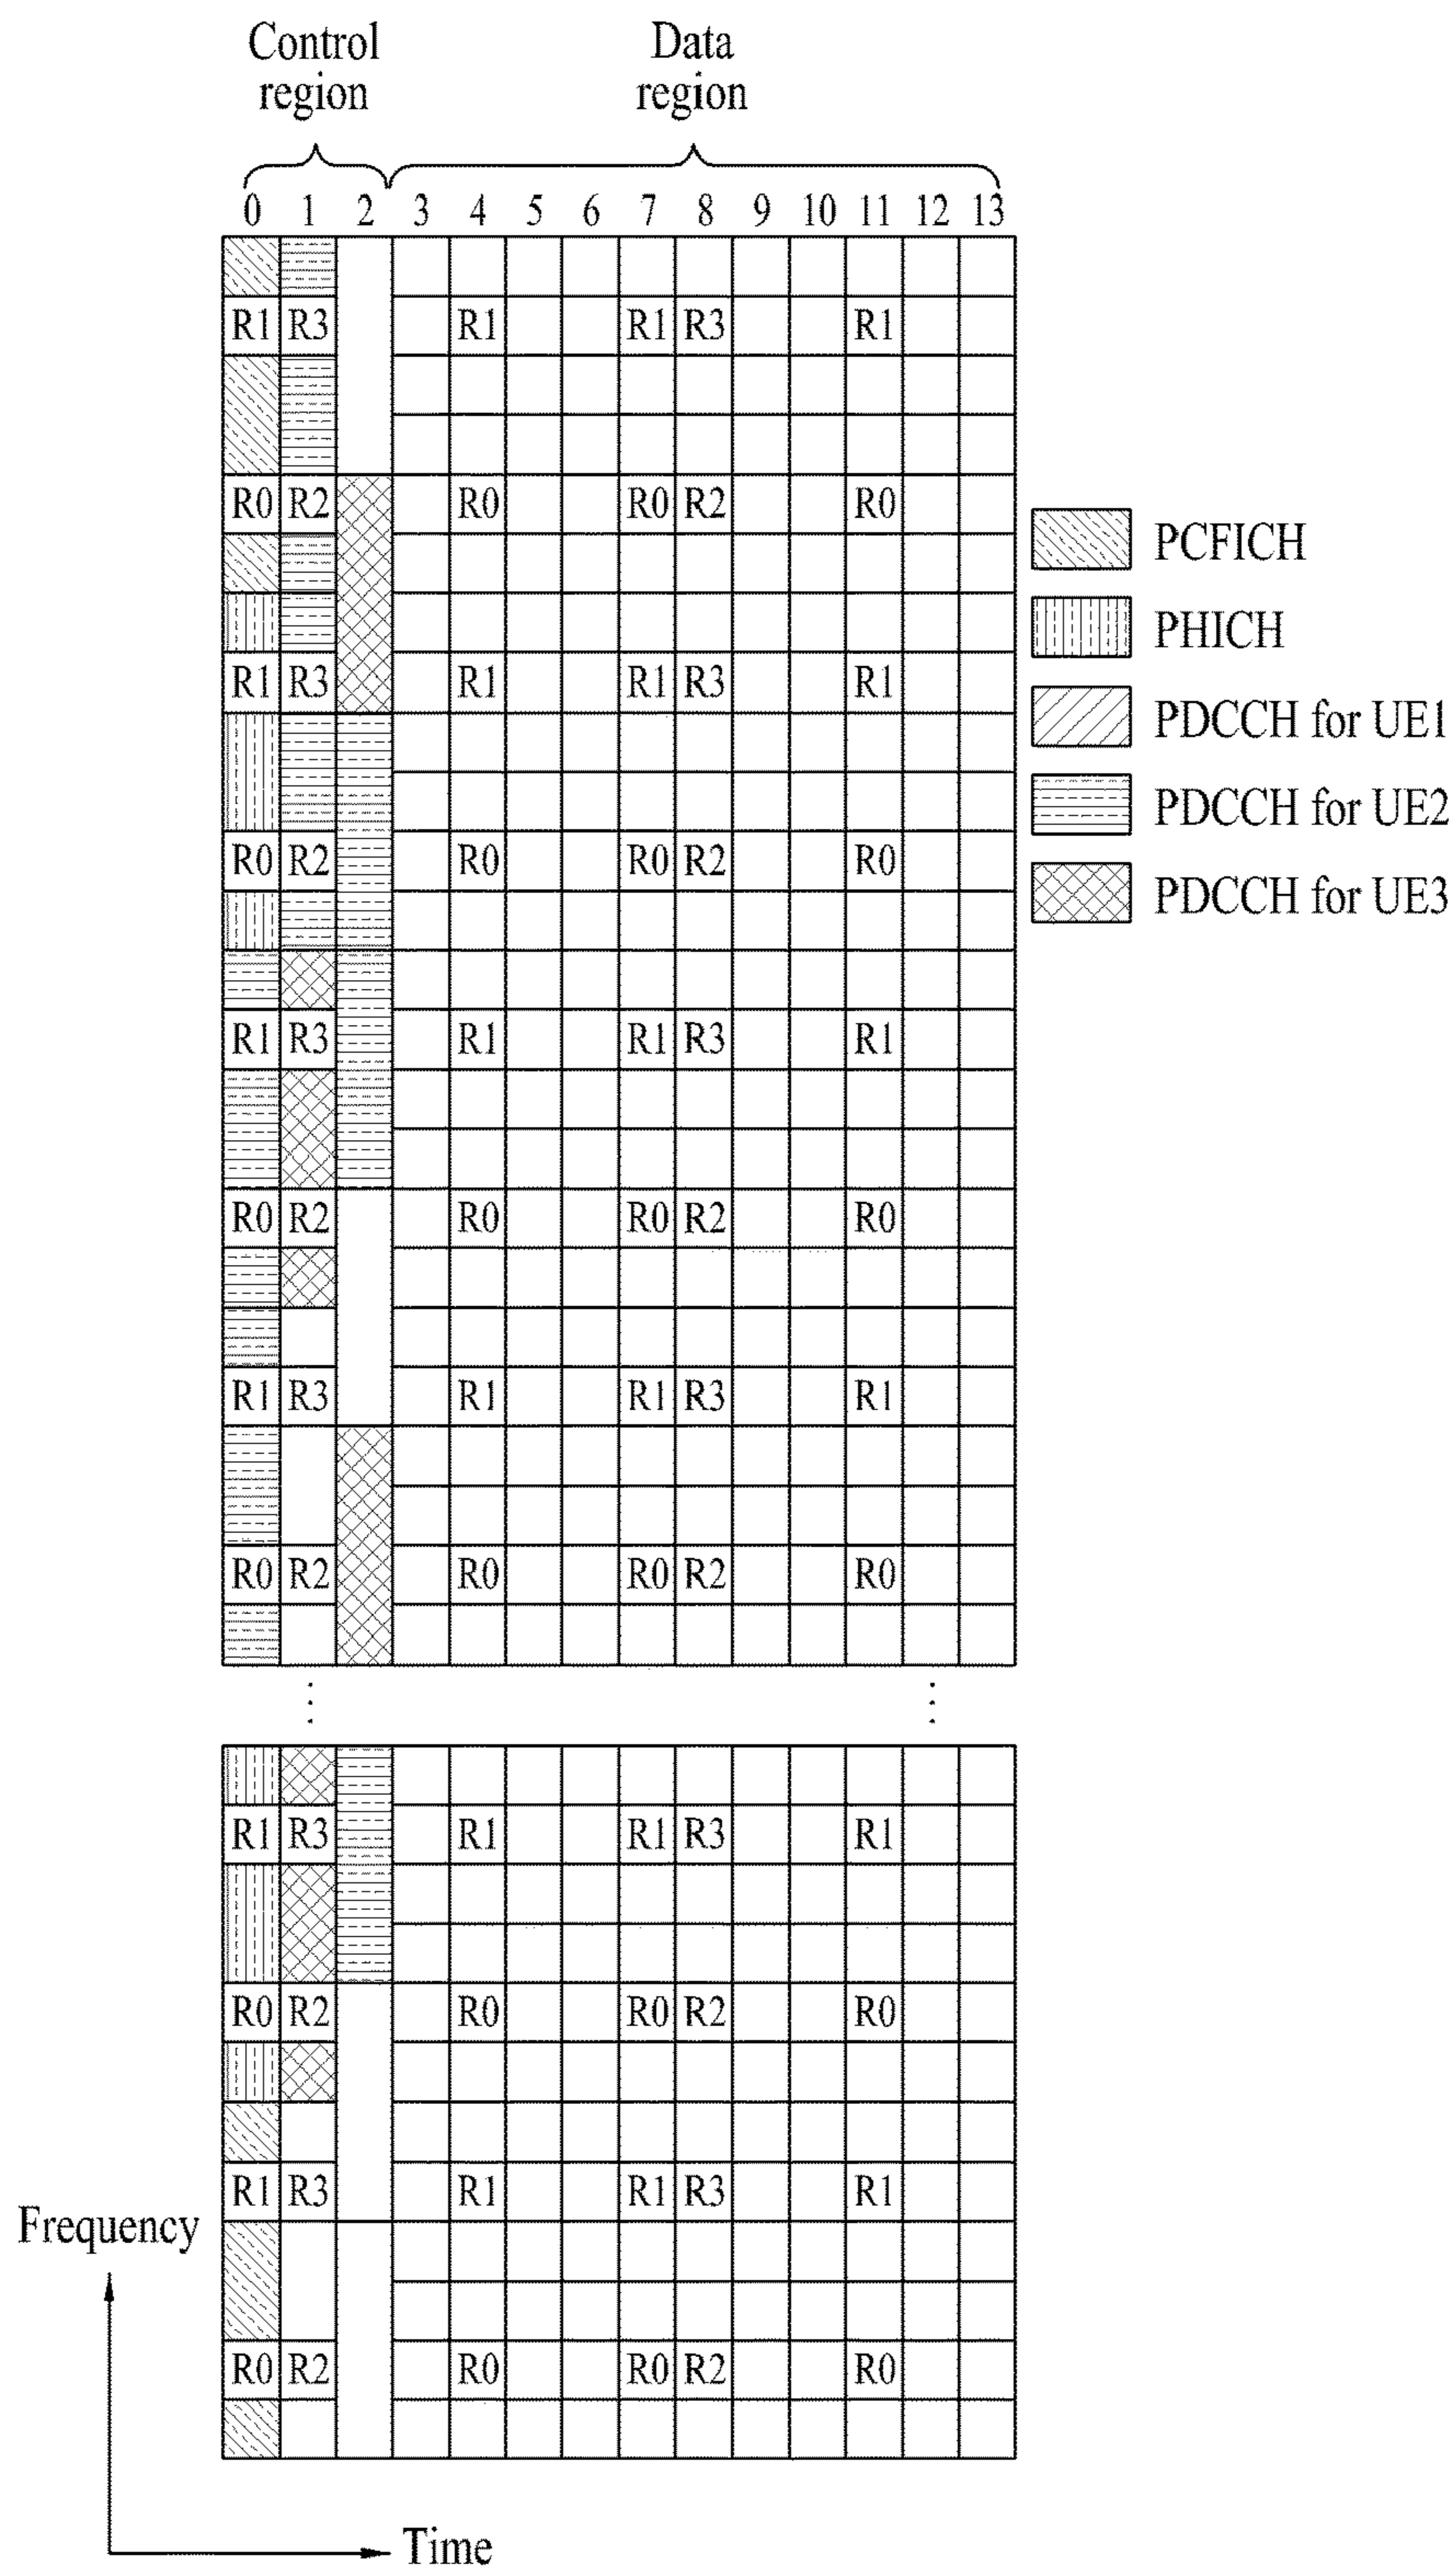 Control region
Data region
0 1 2 3 4 5 6 7 8 9 10 11 12 13
R1 R3 R1 R1 R3 R1
R0 R2 R0 R0 R2 R0
PCFICH
PHICH
R1 R3 R1 R1 R3 R1
PDCCH for UE1
PDCCH for UE2
R0 R2 R0 R0 R2 R0
PDCCH for UE3
R1 R3 R1 R1 R3 R1
R0 R2 R0 R0 R2 R0
R1 R3 R1 R1 R3 R1
R0 R2 R0 R0 R2 R0
R1 R3 R1 R1 R3 R1
R0 R2 R0 R0 R2 R0
R1 R3 R1 R1 R3 R1
Frequency
R0 R2 R0 R0 R2 R0
Time